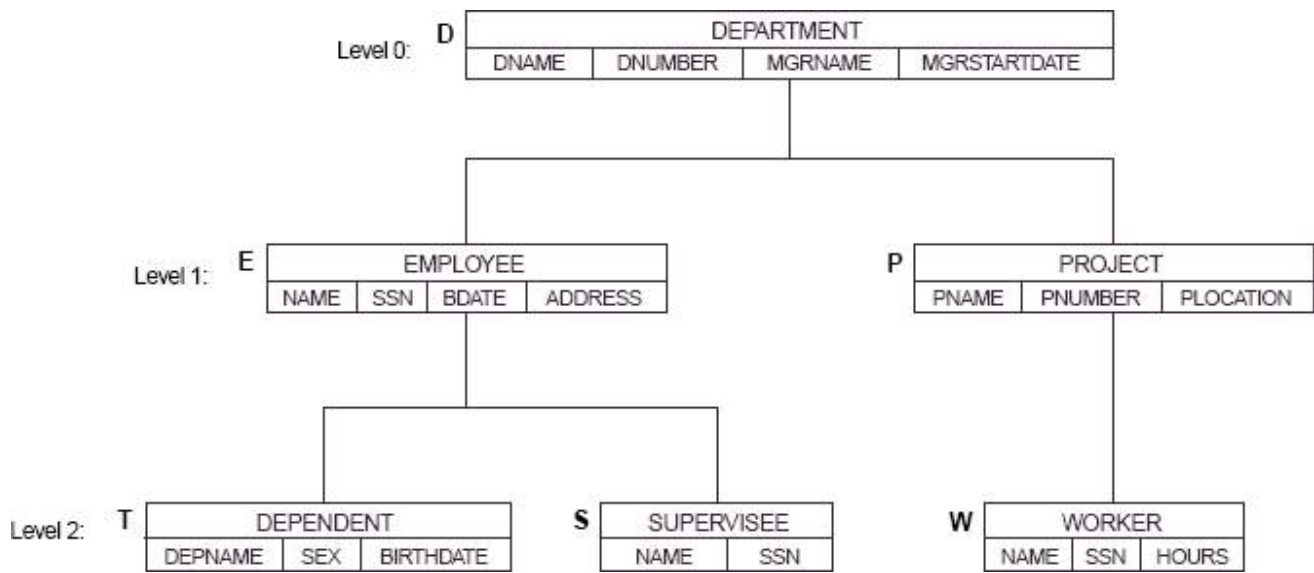 Level 0:
D
DEPARTMENT
DNAME DNUMBER MGRNAME MGRSTARTDATE
Level 1:
E
EMPLOYEE
NAME SSN BDATE ADDRESS
P
PROJECT
PNAME PNUMBER PLOCATION
Level 2:
T
DEPENDENT
DEPNAME SEX BIRTHDATE
S
SUPERVISEE
NAME SSN
W
WORKER
NAME SSN HOURS